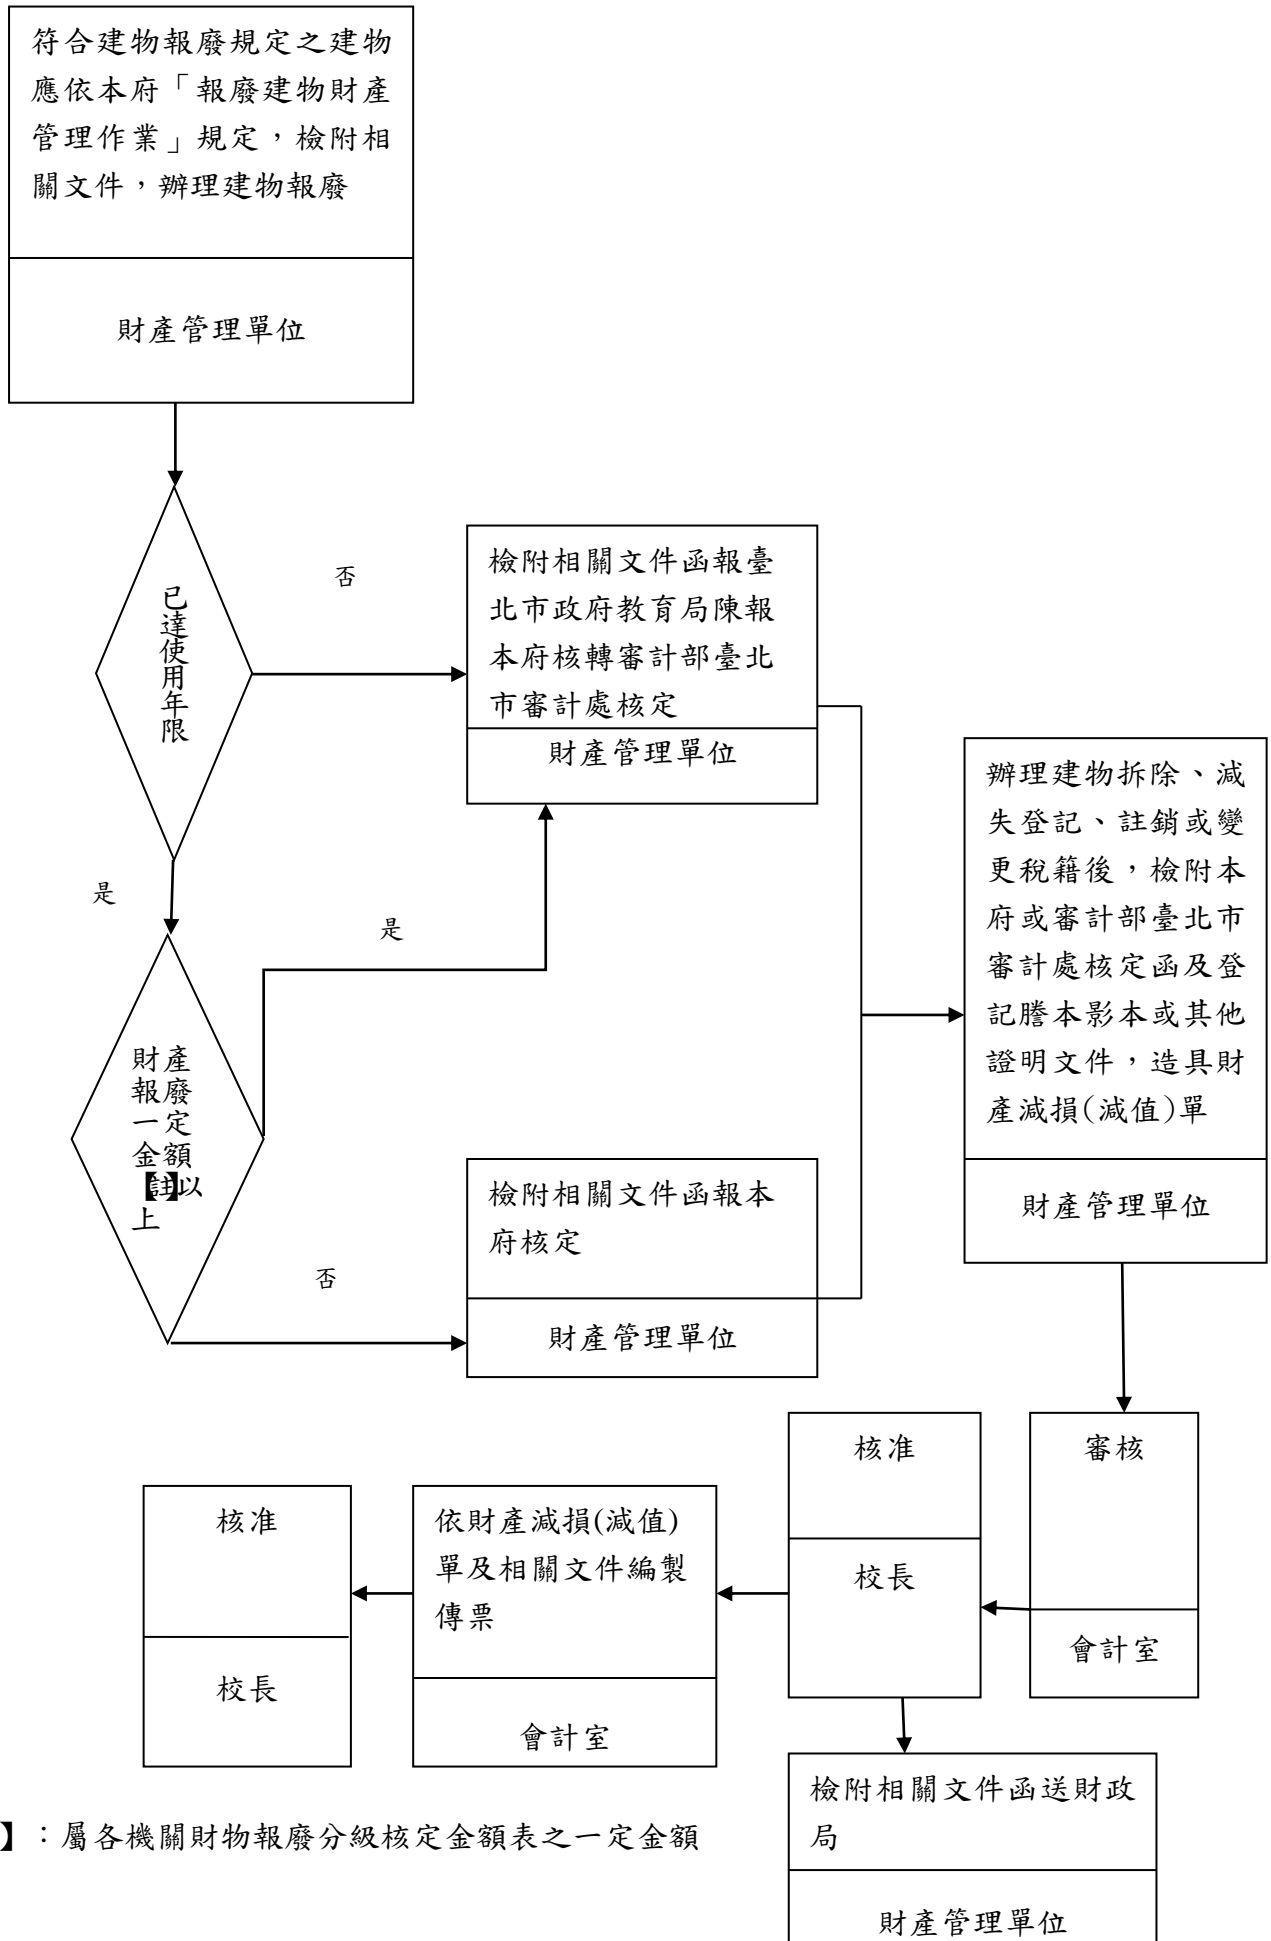 符合建物報廢規定之建物
應依本府「報廢建物財產
管理作業」規定，檢附相
關文件，辦理建物報廢
財產管理單位
已達使用年限
否
檢附相關文件函報臺
北市政府教育局陳報
本府核轉審計部臺北
市審計處核定
財產管理單位
是
是
財產
報廢
一定
金額
【註】以
上
否
檢附相關文件函報本
府核定
財產管理單位
辦理建物拆除、滅
失登記、註銷或變
更稅籍後，檢附本
府或審計部臺北市
審計處核定函及登
記謄本影本或其他
證明文件，造具財
產減損(減值)單
財產管理單位
審核
會計室
核准
校長
依財產減損(減值)
單及相關文件編製
傳票
會計室
核准
校長
檢附相關文件函送財政
局
財產管理單位
】：屬各機關財物報廢分級核定金額表之一定金額